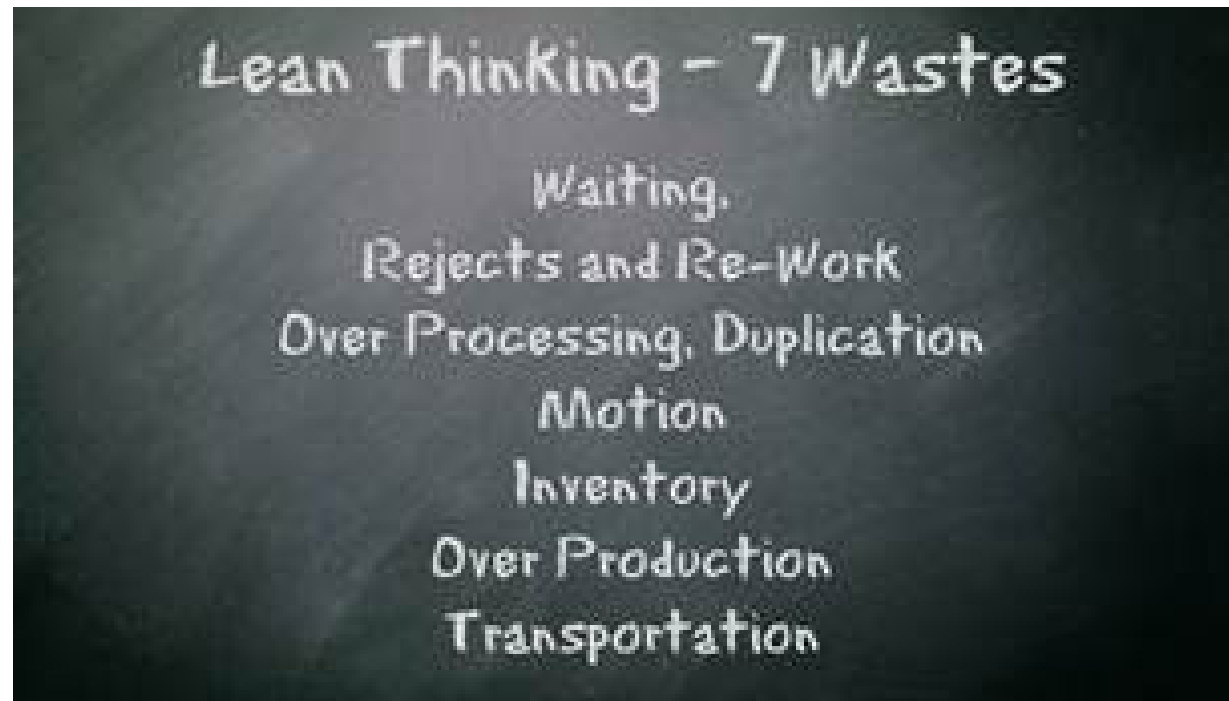 Lean Thinking - 7 Wastes
Waiting,
Rejects and Re-Work
Over Processing, Duplication
Motion
Inventory
Over Production
Transportation